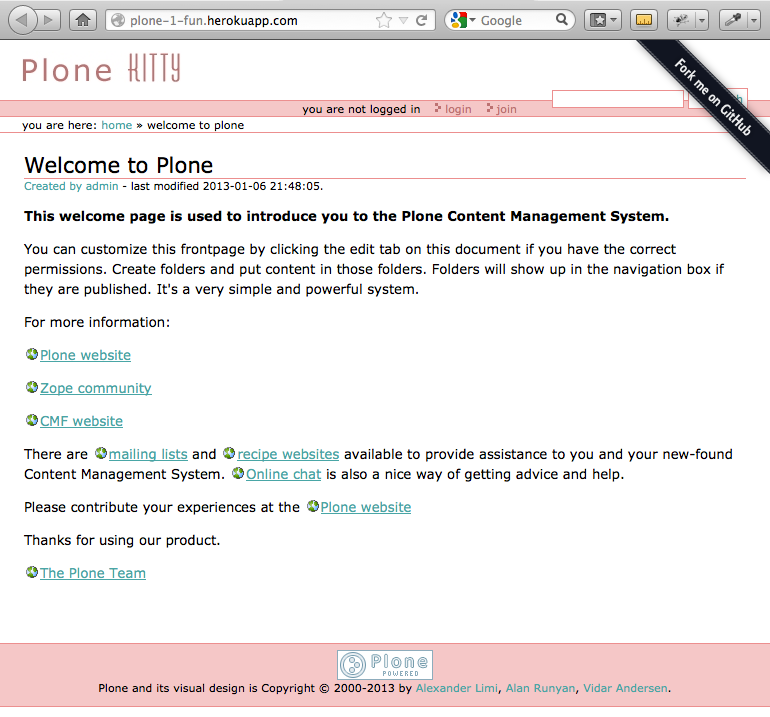 plone-1-fun.herokuapp.com
Google
Plone KITTY
Fork me on GitHub
you are not logged in login join
you are here: home » welcome to plone
Welcome to Plone
Created by admin - last modified 2013-01-06 21:48:05.
This welcome page is used to introduce you to the Plone Content Management System.
You can customize this frontpage by clicking the edit tab on this document if you have the correct
permissions. Create folders and put content in those folders. Folders will show up in the navigation box if
they are published. It's a very simple and powerful system.
For more information:
Plone website
Zope community
CMF website
There are mailing lists and recipe websites available to provide assistance to you and your new-found
Content Management System. Online chat is also a nice way of getting advice and help.
Please contribute your experiences at the Plone website
Thanks for using our product.
The Plone Team
Plone
POWERED
Plone and its visual design is Copyright © 2000-2013 by Alexander Limi, Alan Runyan, Vidar Andersen.